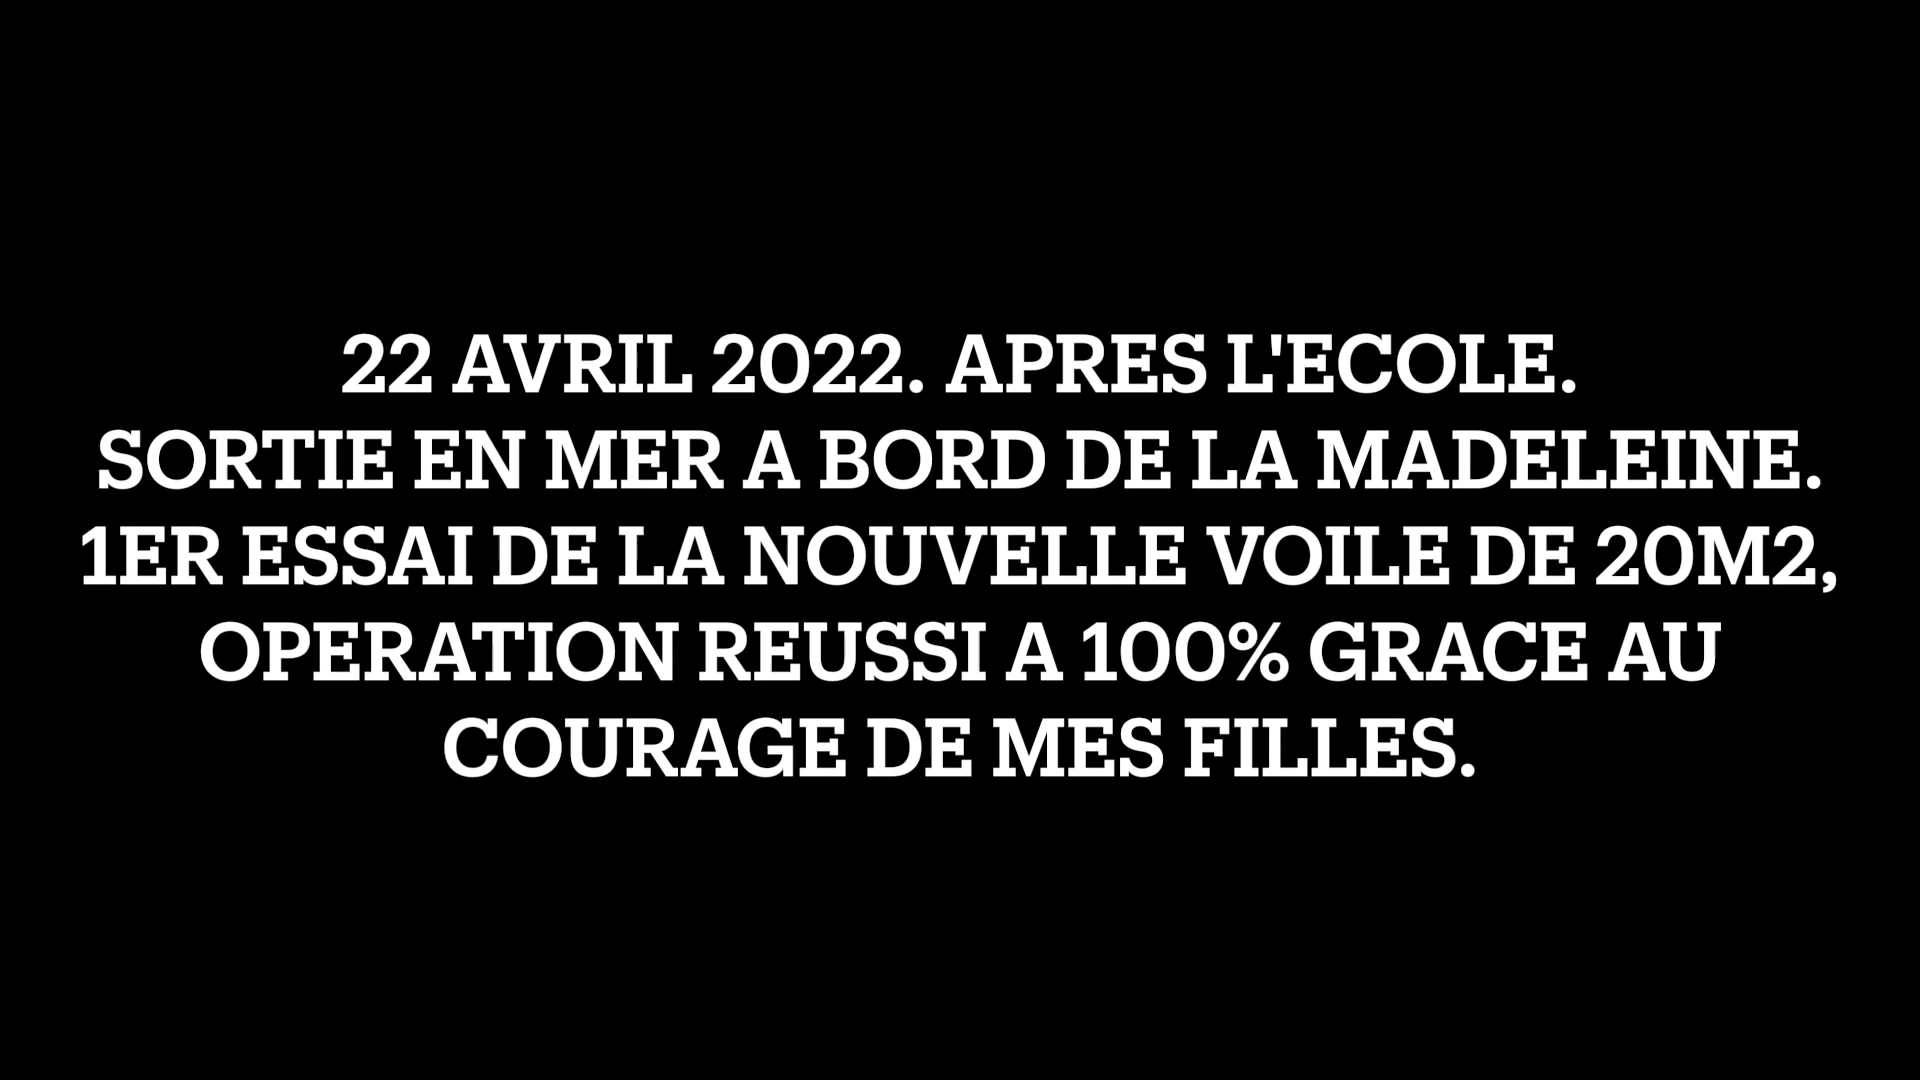 22 AVRIL 2022. APRES L'ECOLE.
SORTIE EN MER A BORD DE LA MADELEINE.
1ER ESSAI DE LA NOUVELLE VOILE DE 20M2,
OPERATION REUSSI A 100% GRACE AU
COURAGE DE MES FILLES.